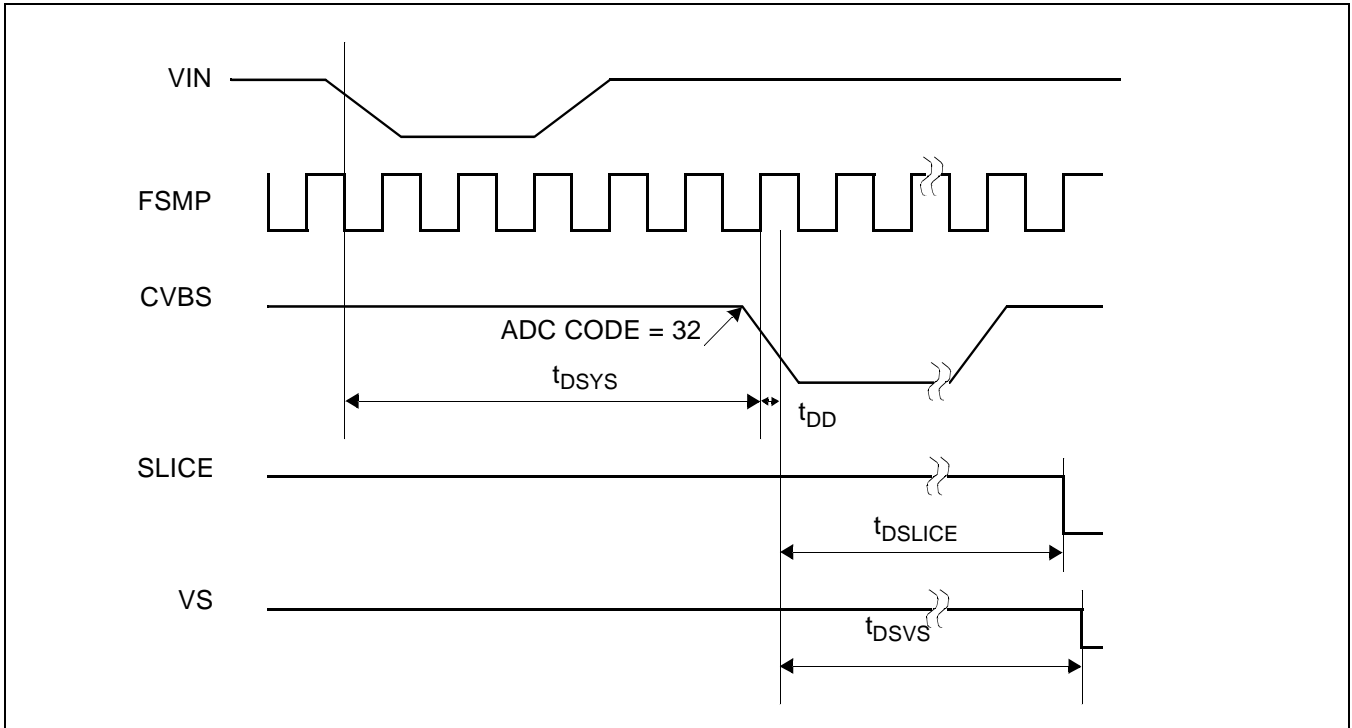 VIN
FSMP
CVBS
ADC CODE = 32
tDSYS
tDD
SLICE
tDSLICE
VS
tDSVS